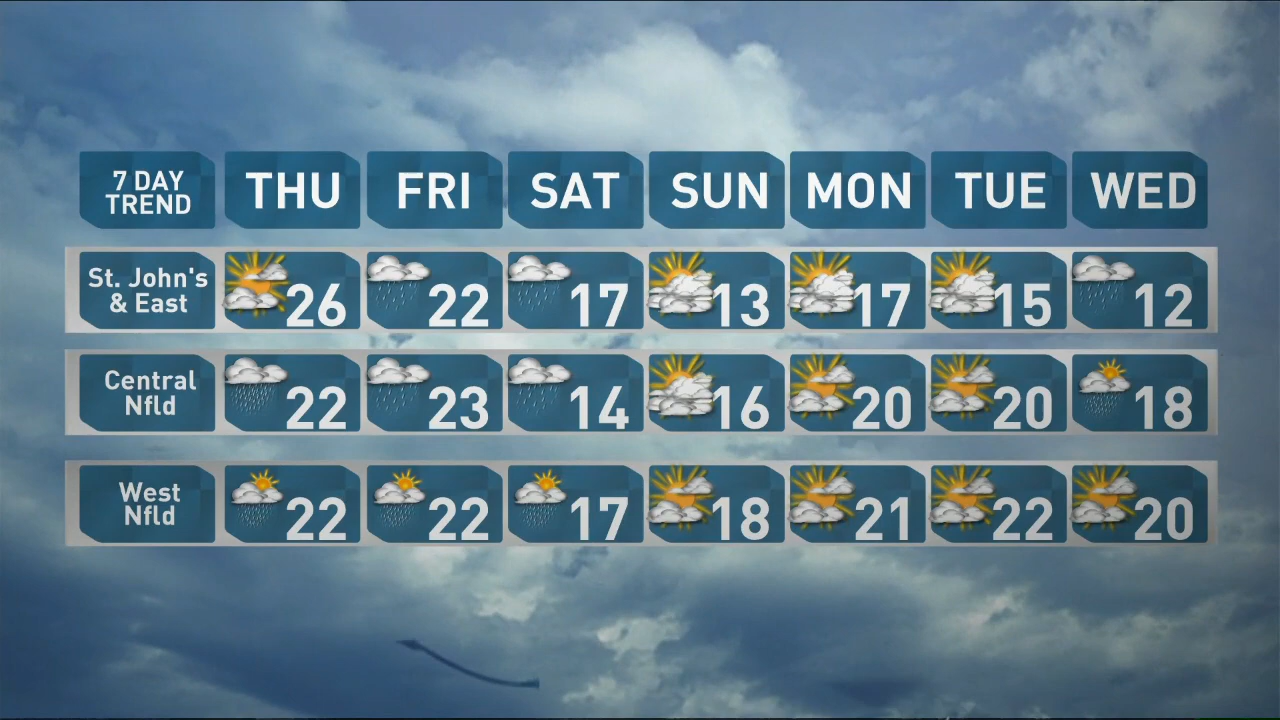 7 DAY
TREND
THU FRI SAT SUN MON TUE WED
St. John's
& East
26 22 17 13 17 15 12
Central
Nfld
22 23 14 16 20 20 18
West
Nfld
22 22 17 18 21 22 20